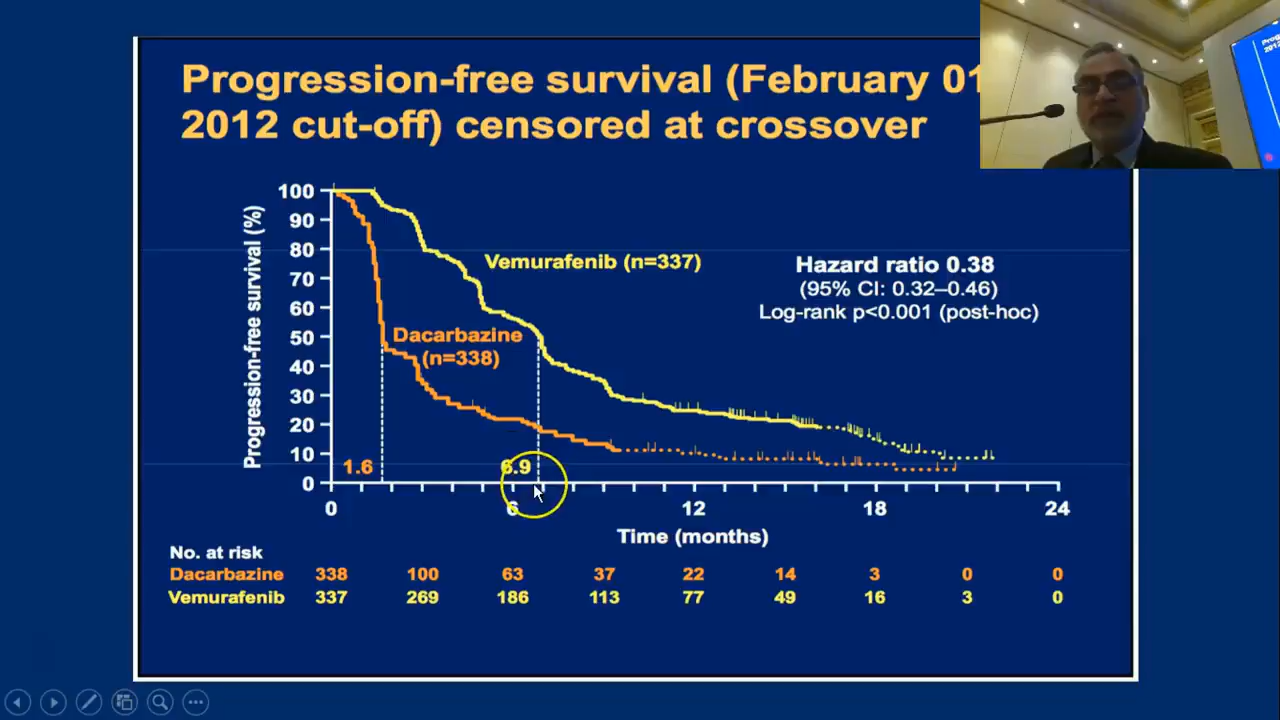 Progression-free survival (February 01
2012 cut-off) censored at crossover
Progression-free survival (%)
100
90
80
70
60
50
40
30
20
10
0
Vemurafenib (n=337)
Dacarbazine
(n=338)
Hazard ratio 0.38
(95% CI: 0.32–0.46)
Log-rank p<0.001 (post-hoc)
1.6
6.9
0 6 12 18 24
Time (months)
No. at risk
Dacarbazine 338 100 63 37 22 14 3 0 0
Vemurafenib 337 269 186 113 77 49 16 3 0